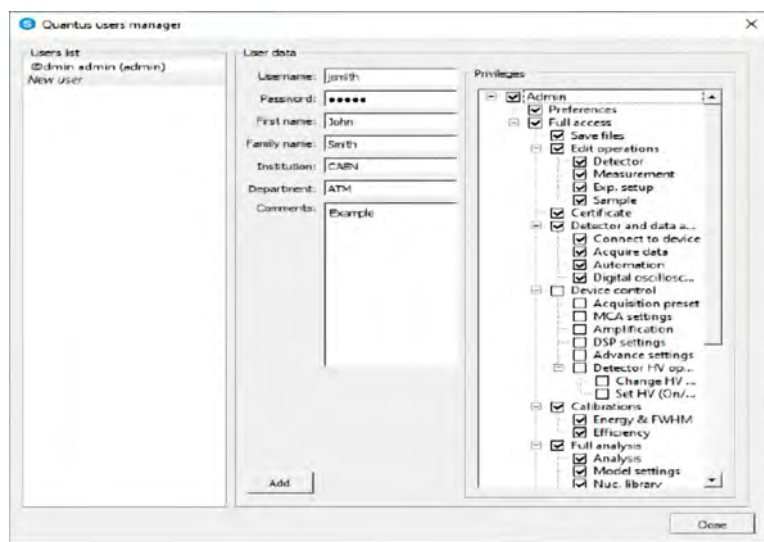 Quantus users manager
Users list
admin admin (admin)
New user
User data
Username: jsmith
Password: ●●●●●
First name: John
Family name: Smith
Institution: CAEN
Department: ATM
Comments: Example
Add
Privileges
Admin
Preferences
Full access
Save files
Edit operations
Detector
Measurement
Exp. setup
Sample
Certificate
Detector and data a...
Connect to device
Acquire data
Automation
Digital oscillosc...
Device control
Acquisition preset
MCA settings
Amplification
DSP settings
Advance settings
Detector HV op...
Change HV ...
Set HV (On/...
Calibrations
Energy & FWHM
Efficiency
Full analysis
Analysis
Model settings
Nuc. library
Close